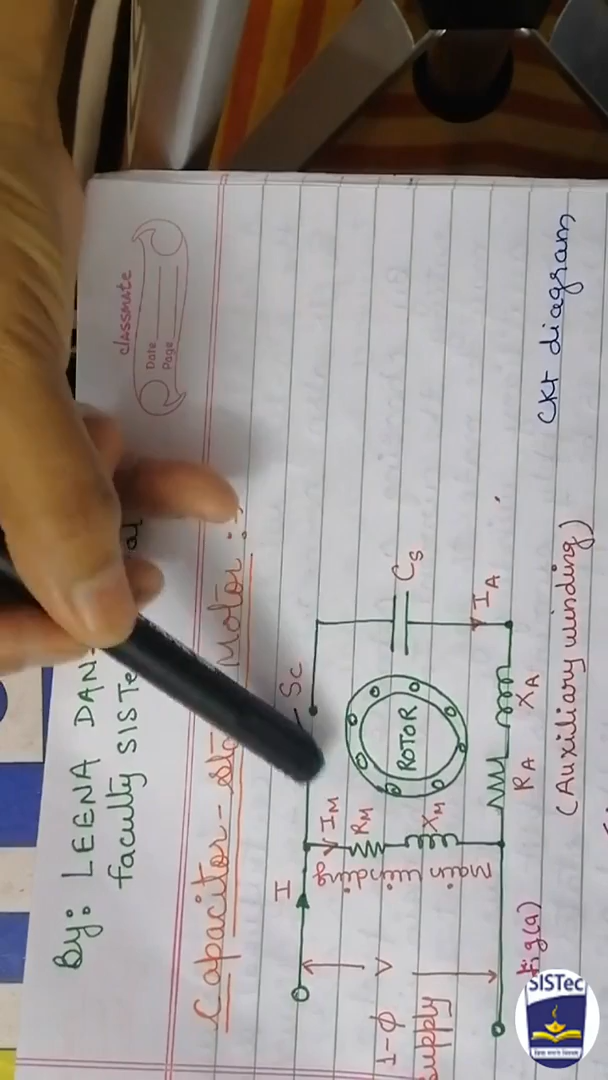 classmate
Date
Page
By: LEENA DAN
faculty SISTe
Capacitor-Sta Motor:
I
Sc
IM
RM
XM
Main winding
ROTOR
Cs
IA
1-ϕ V
supply
RA XA
Fig(a)
(Auxiliary winding)
Ckt diagram
SISTec